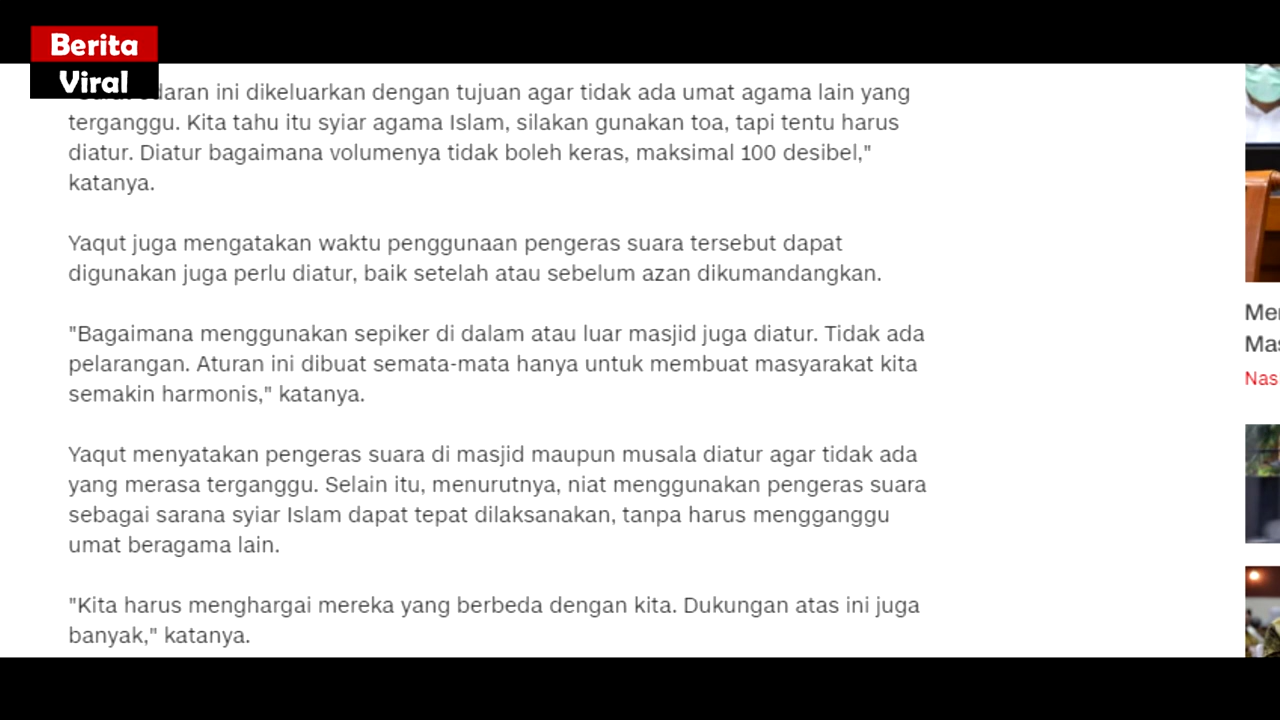 Berita
Viral
daran ini dikeluarkan dengan tujuan agar tidak ada umat agama lain yang
terganggu. Kita tahu itu syiar agama Islam, silakan gunakan toa, tapi tentu harus
diatur. Diatur bagaimana volumenya tidak boleh keras, maksimal 100 desibel,"
katanya.
Yaqut juga mengatakan waktu penggunaan pengeras suara tersebut dapat
digunakan juga perlu diatur, baik setelah atau sebelum azan dikumandangkan.
"Bagaimana menggunakan sepiker di dalam atau luar masjid juga diatur. Tidak ada
pelarangan. Aturan ini dibuat semata-mata hanya untuk membuat masyarakat kita
semakin harmonis," katanya.
Yaqut menyatakan pengeras suara di masjid maupun musala diatur agar tidak ada
yang merasa terganggu. Selain itu, menurutnya, niat menggunakan pengeras suara
sebagai sarana syiar Islam dapat tepat dilaksanakan, tanpa harus mengganggu
umat beragama lain.
"Kita harus menghargai mereka yang berbeda dengan kita. Dukungan atas ini juga
banyak," katanya.
Mer
Mas
Nas